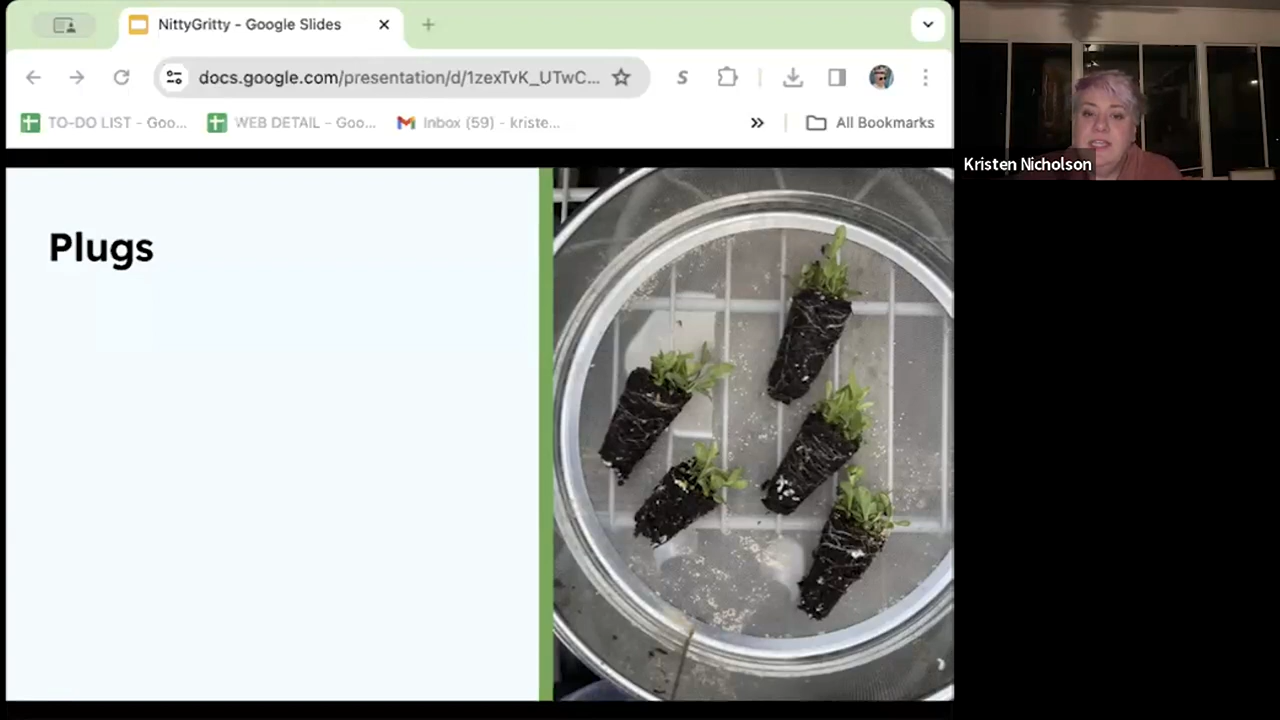 NittyGritty - Google Slides
docs.google.com/presentation/d/1zexTvK_UTwC...
TO-DO LIST - Goo...
WEB DETAIL - Goo...
Inbox (59) - kriste...
All Bookmarks
Kristen Nicholson
Plugs